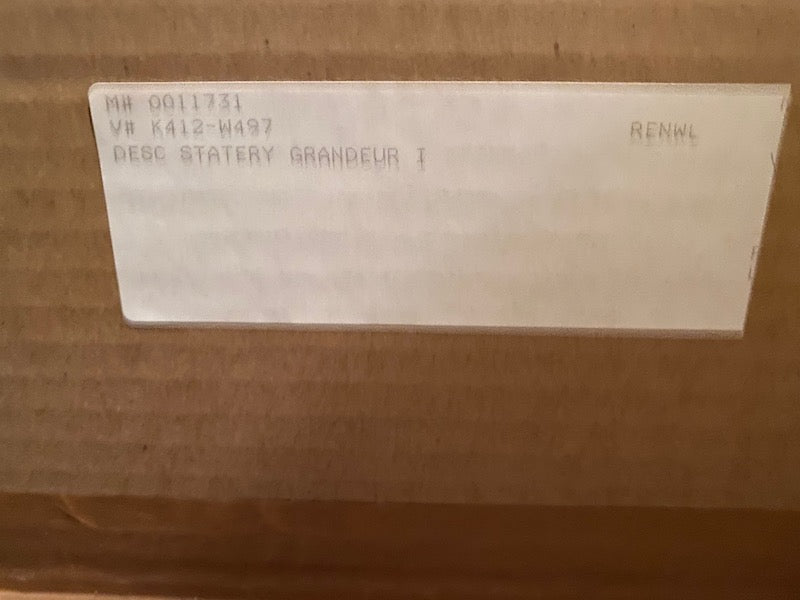 M# 0011731
V# K412-W497 RENWL
DESC STATERY GRANDEUR I